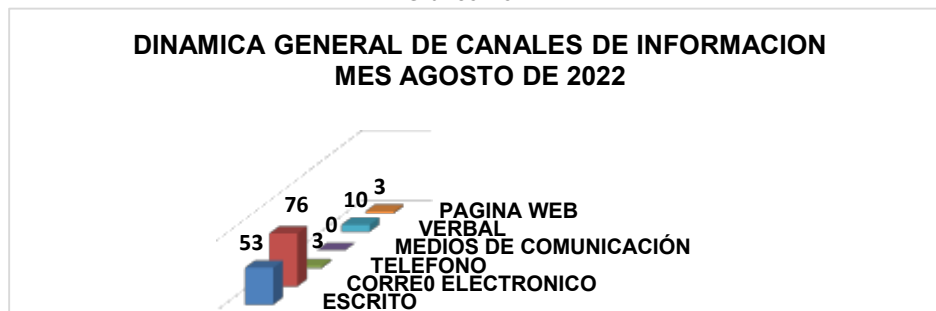 DINAMICA GENERAL DE CANALES DE INFORMACION
MES AGOSTO DE 2022
3
10
76
0
3
53
PAGINA WEB
VERBAL
MEDIOS DE COMUNICACIÓN
TELEFONO
CORRE0 ELECTRONICO
ESCRITO